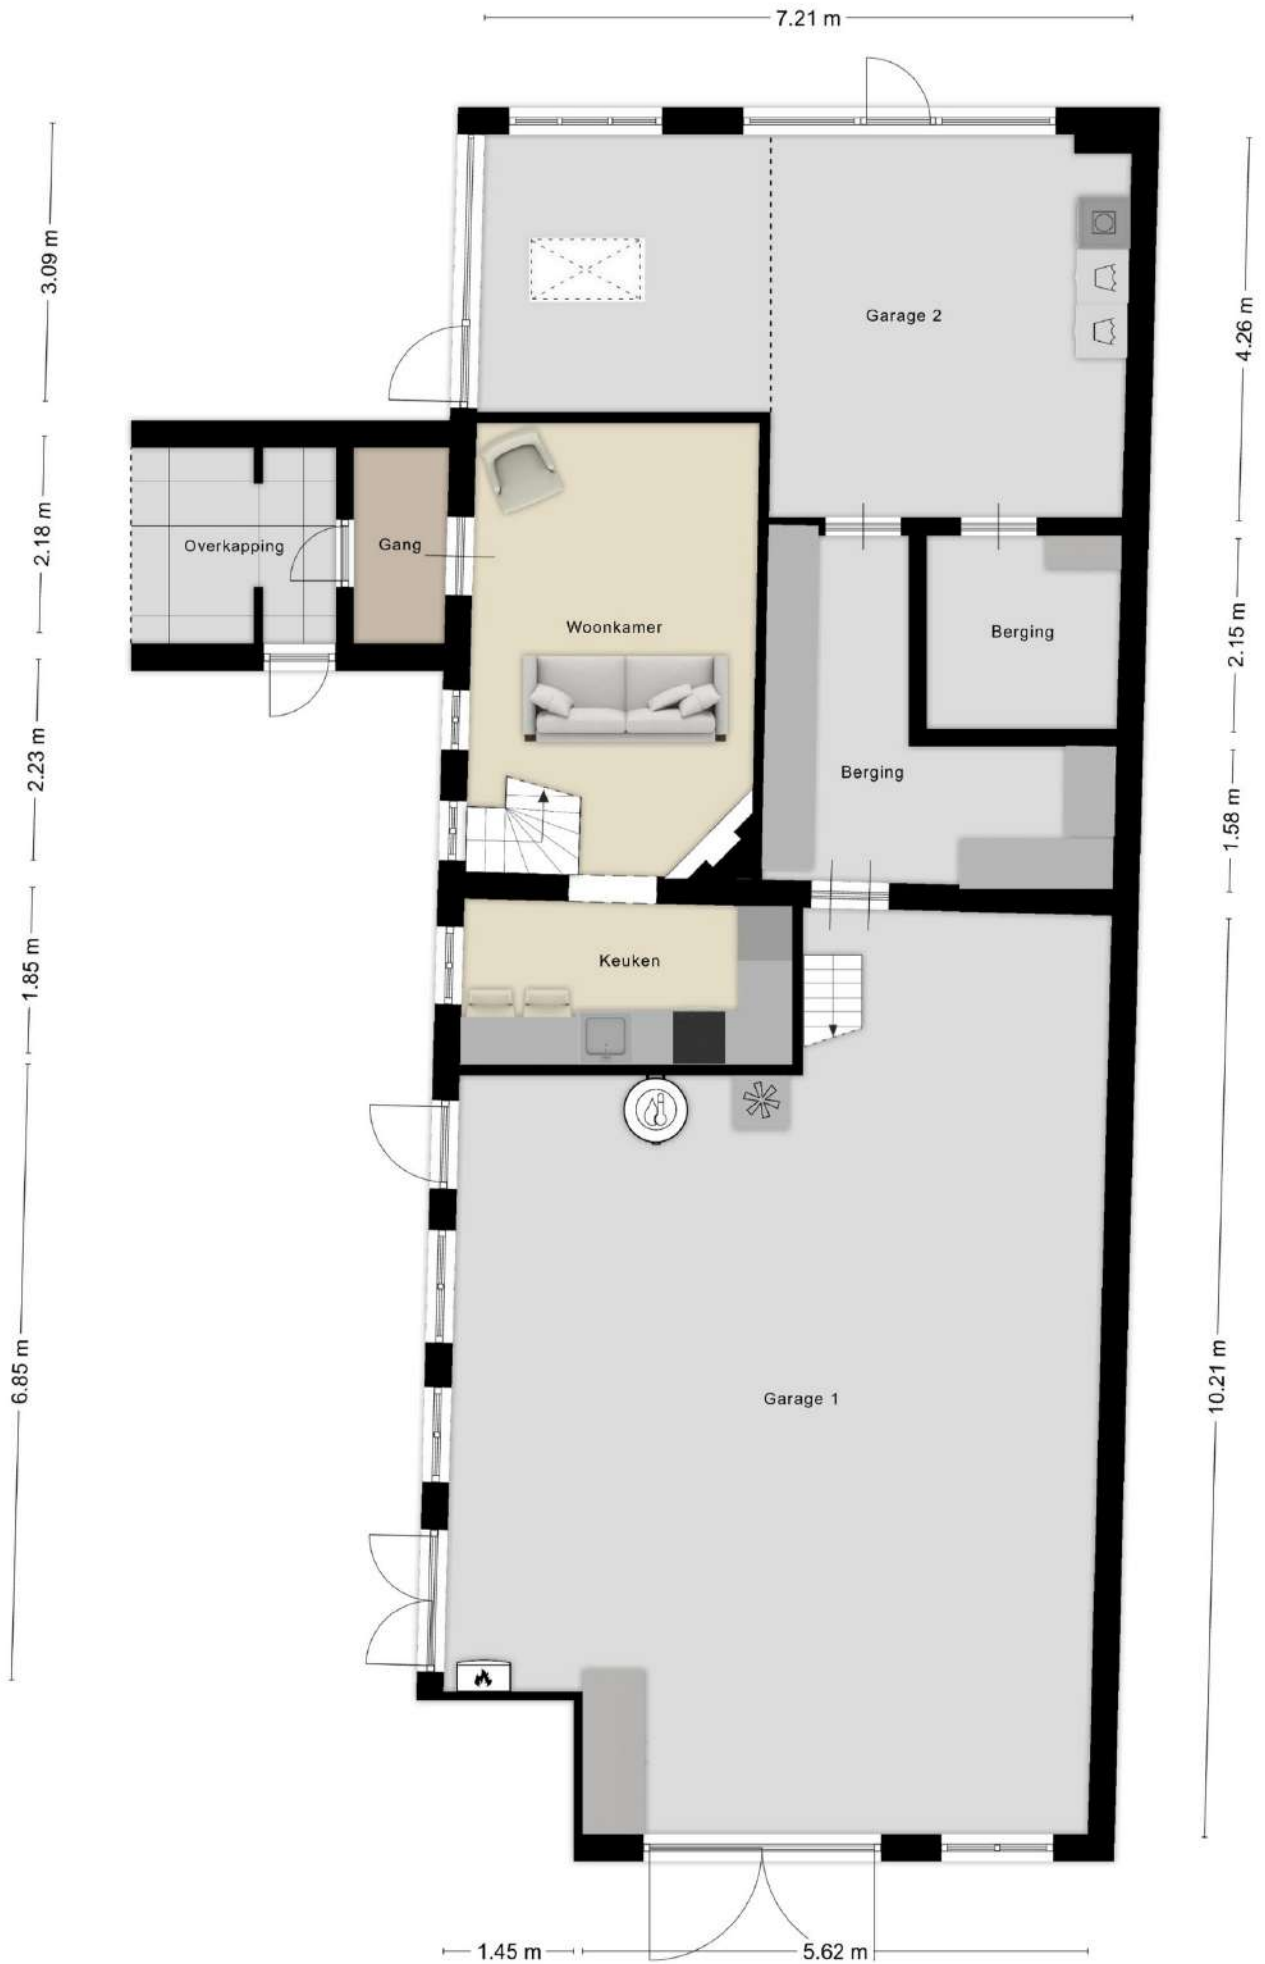 7.21 m
3.09 m
Garage 2
4.26 m
2.18 m
Overkapping
Gang
Woonkamer
Berging
2.15 m
2.23 m
Berging
1.58 m
1.85 m
Keuken
6.85 m
Garage 1
10.21 m
1.45 m
5.62 m